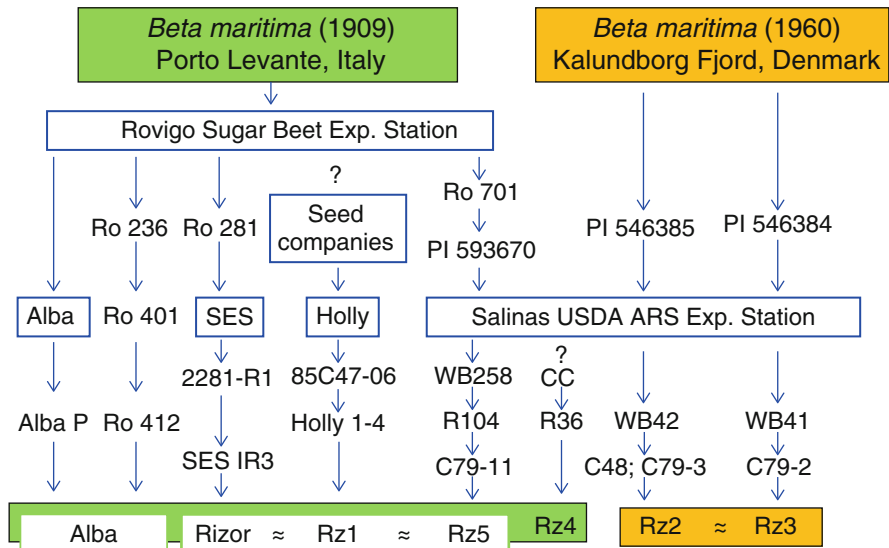 Beta maritima (1909)
Porto Levante, Italy
Beta maritima (1960)
Kalundborg Fjord, Denmark
Rovigo Sugar Beet Exp. Station
?
Ro 701
Seed
companies
Ro 236 Ro 281
PI 593670
PI 546385 PI 546384
Alba Ro 401 SES Holly
Salinas USDA ARS Exp. Station
?
2281-R1 85C47-06 WB258 CC
Alba P Ro 412 Holly 1-4 R104 R36 WB42 WB41
SES IR3 C79-11 C48; C79-3 C79-2
Alba Rizor ≈ Rz1 ≈ Rz5 Rz4 Rz2 ≈ Rz3